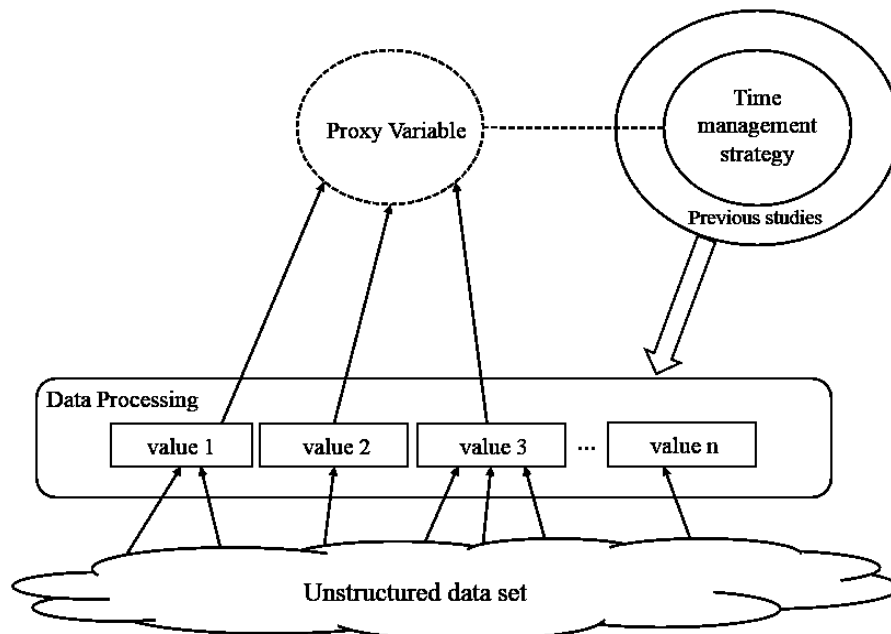 Proxy Variable
Time
management
strategy
Previous studies
Data Processing
value 1
value 2
value 3
...
value n
Unstructured data set